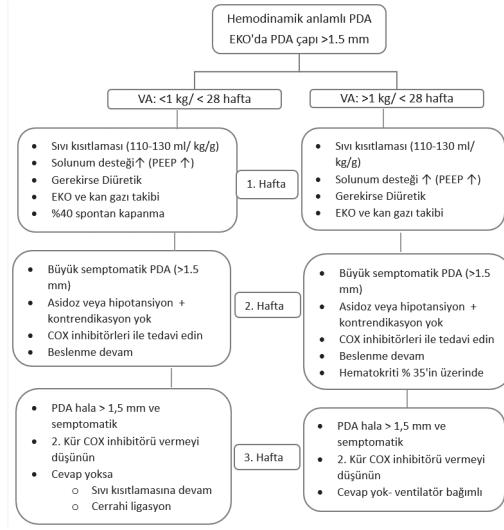 Hemodinamik anlamlı PDA
EKO'da PDA çapı >1.5 mm
VA: <1 kg/ < 28 hafta
VA: >1 kg/ < 28 hafta
• Sıvı kısıtlaması (110-130 ml/ kg/g)
• Solunum desteği↑ (PEEP ↑)
• Gerekirse Diüretik
• EKO ve kan gazı takibi
• %40 spontan kapanma
1. Hafta
• Sıvı kısıtlaması (110-130 ml/
kg/g)
• Solunum desteği ↑ (PEEP ↑)
• Gerekirse Diüretik
• EKO ve kan gazı takibi
• Büyük semptomatik PDA (>1.5
mm)
• Asidoz veya hipotansiyon +
kontrendikasyon yok
• COX inhibitörleri ile tedavi edin
• Beslenme devam
2. Hafta
• Büyük semptomatik PDA (>1.5
mm)
• Asidoz veya hipotansiyon +
kontrendikasyon yok
• COX inhibitörleri ile tedavi edin
• Beslenme devam
• Hematokriti % 35'in üzerinde
• PDA hala > 1,5 mm ve
semptomatik
• 2. Kür COX inhibitörü vermeyi
düşünün
• Cevap yoksa
o Sıvı kısıtlamasına devam
o Cerrahi ligasyon
3. Hafta
• PDA hala > 1,5 mm ve
semptomatik
• 2. Kür COX inhibitörü vermeyi
düşünün
• Cevap yok- ventilatör bağımlı